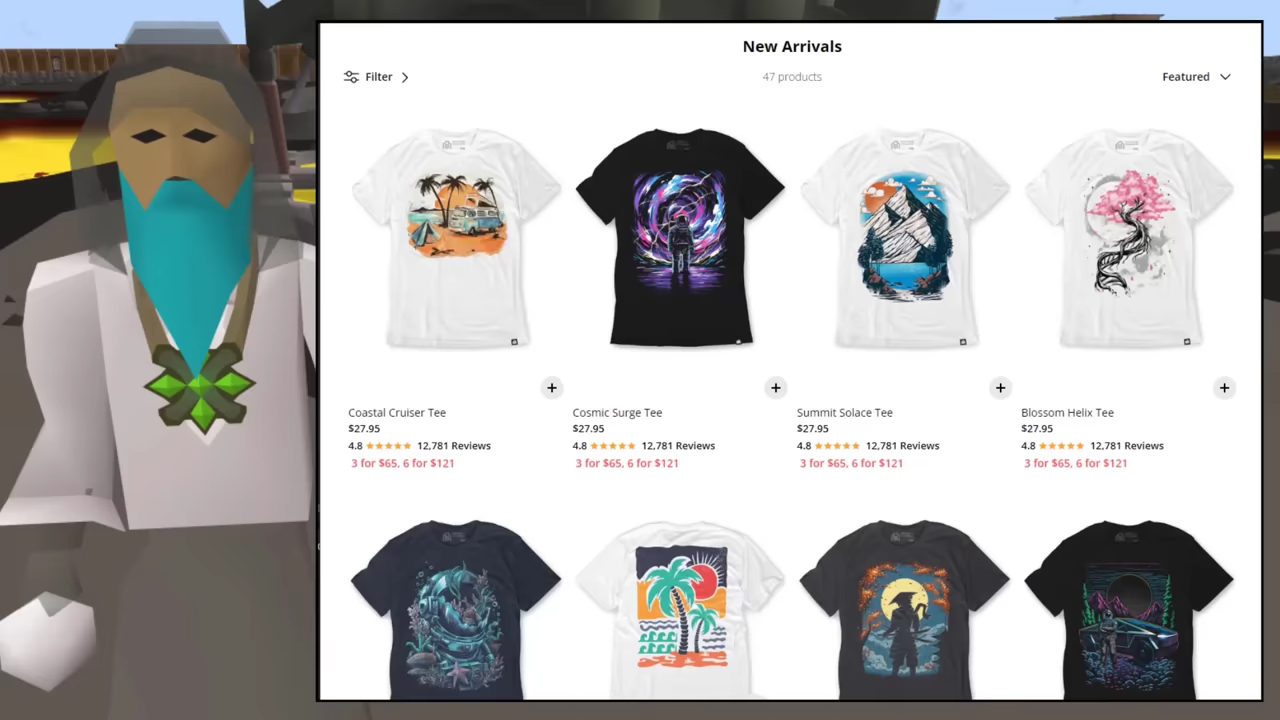 New Arrivals
Filter
47 products
Featured
Coastal Cruiser Tee
$27.95
4.8 12,781 Reviews
3 for $65, 6 for $121
Cosmic Surge Tee
$27.95
4.8 12,781 Reviews
3 for $65, 6 for $121
Summit Solace Tee
$27.95
4.8 12,781 Reviews
3 for $65, 6 for $121
Blossom Helix Tee
$27.95
4.8 12,781 Reviews
3 for $65, 6 for $121